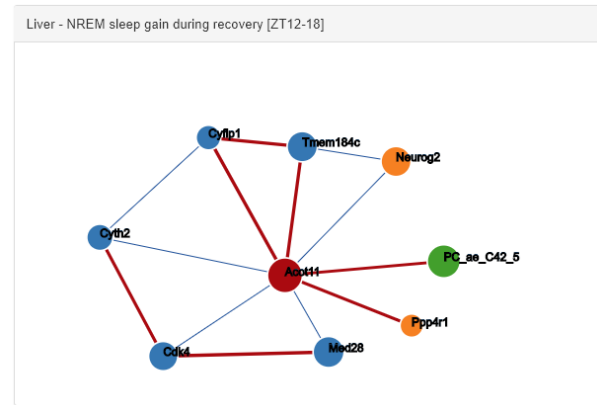 Liver - NREM sleep gain during recovery [ZT12-18]
Cyfip1
Tmem184c
Neurog2
Cyth2
PC_ae_C42_5
Acot11
Ppp4r1
Cdk4
Med28